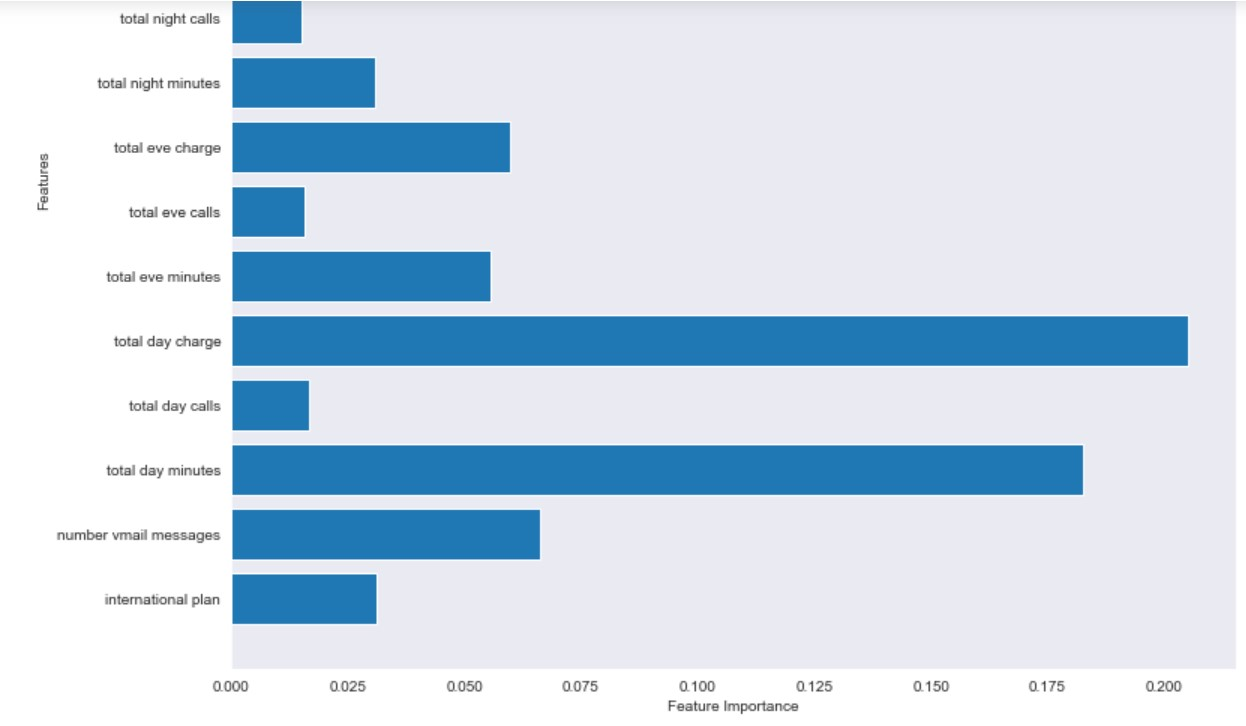 total night calls
total night minutes
total eve charge
Features
total eve calls
total eve minutes
total day charge
total day calls
total day minutes
number vmail messages
international plan
0.000 0.025 0.050 0.075 0.100 0.125 0.150 0.175 0.200
Feature Importance